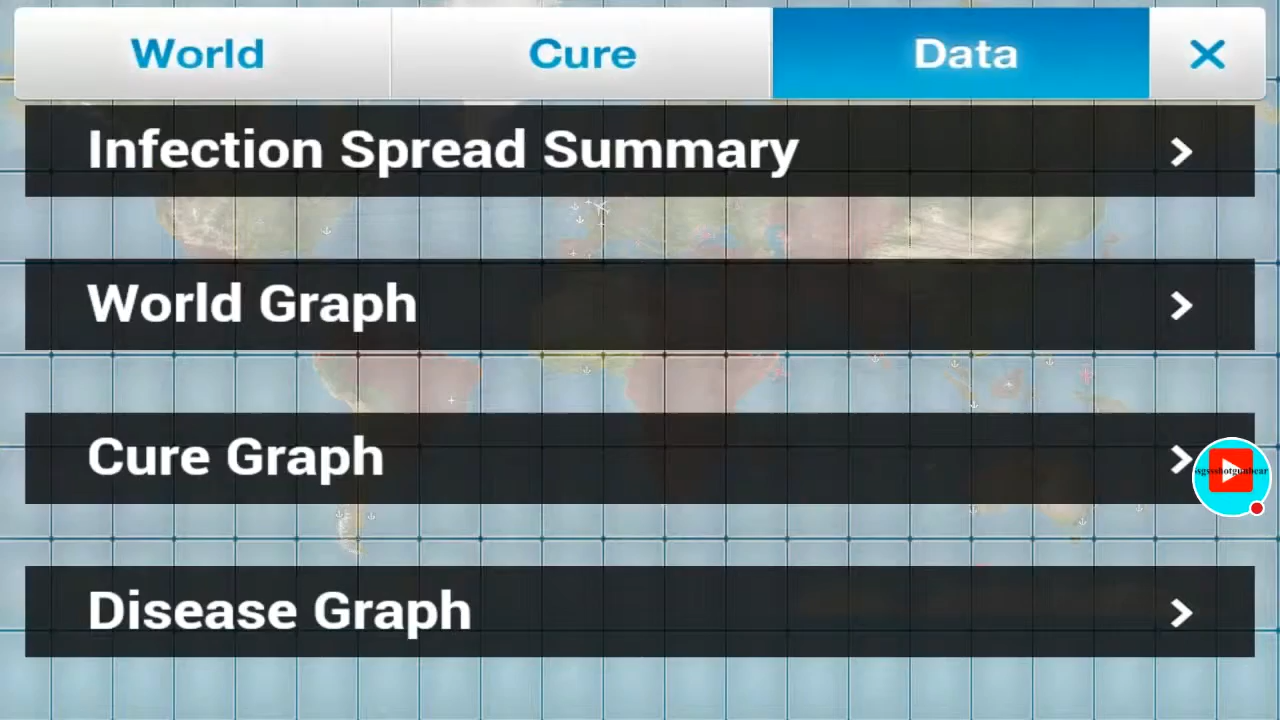 World
Cure
Data
Infection Spread Summary
World Graph
Cure Graph
Disease Graph